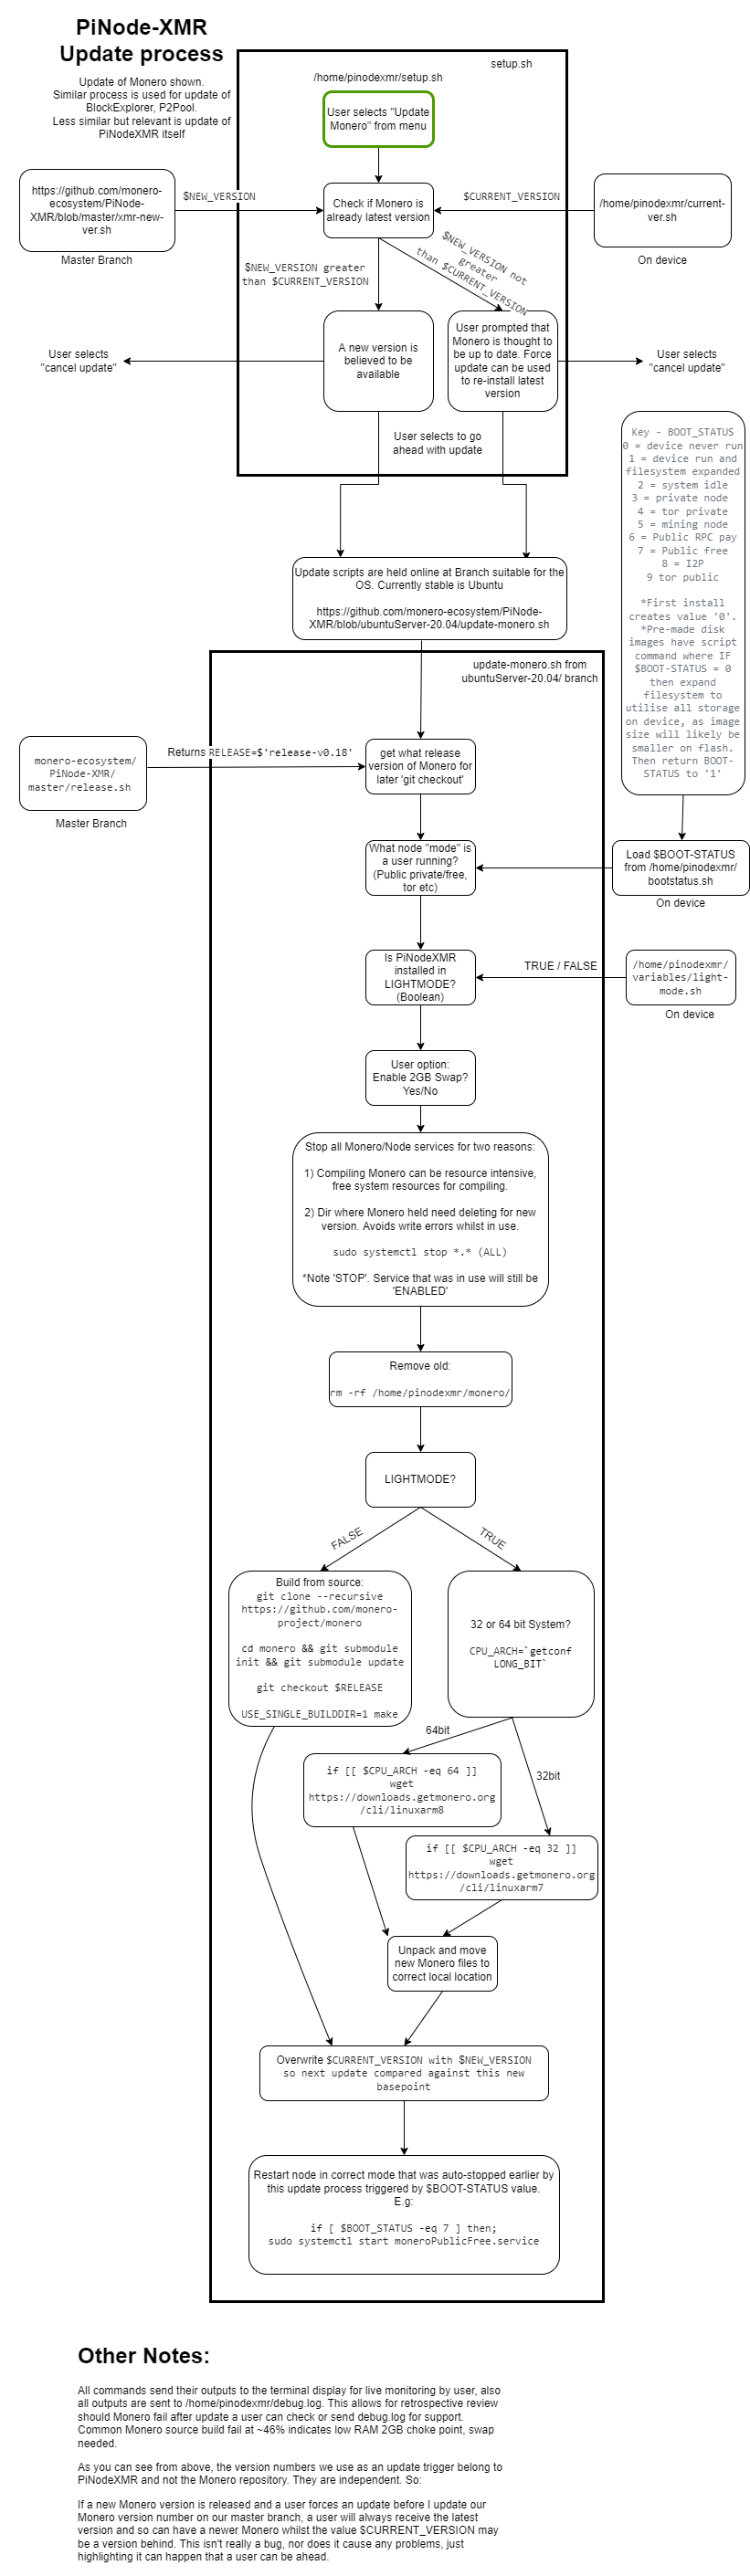 PiNode-XMR
Update process
Update of Monero shown.
Similar process is used for update of
BlockExplorer, P2Pool.
Less similar but relevant is update of
PiNodeXMR itself
setup.sh
/home/pinodexmr/setup.sh
User selects "Update
Monero" from menu
https://github.com/monero-
ecosystem/PiNode-
XMR/blob/master/xmr-new-
ver.sh
Master Branch
$NEW_VERSION
Check if Monero is
already latest version
$CURRENT_VERSION
/home/pinodexmr/current-
ver.sh
On device
$NEW_VERSION greater
than $CURRENT_VERSION
$NEW_VERSION not
greater
than $CURRENT_VERSION
User selects
"cancel update"
A new version is
believed to be
available
User prompted that
Monero is thought to
be up to date. Force
update can be used
to re-install latest
version
User selects
"cancel update"
User selects to go
ahead with update
Key - BOOT_STATUS
0 = device never run
1 = device run and
filesystem expanded
2 = system idle
3 = private node
4 = tor private
5 = mining node
6 = Public RPC pay
7 = Public free
8 = I2P
9 tor public
*First install
creates value '0'.
*Pre-made disk
images have script
command where IF
$BOOT-STATUS = 0
then expand
filesystem to
utilise all storage
on device, as image
size will likely be
smaller on flash.
Then return BOOT-
STATUS to '1'
Update scripts are held online at Branch suitable for the
OS. Currently stable is Ubuntu
https://github.com/monero-ecosystem/PiNode-
XMR/blob/ubuntuServer-20.04/update-monero.sh
update-monero.sh from
ubuntuServer-20.04/ branch
monero-ecosystem/
PiNode-XMR/
master/release.sh
Master Branch
Returns RELEASE=$'release-v0.18'
get what release
version of Monero for
later 'git checkout'
What node "mode" is
a user running?
(Public private/free,
tor etc)
Load $BOOT-STATUS
from /home/pinodexmr/
bootstatus.sh
On device
Is PiNodeXMR
installed in
LIGHTMODE?
(Boolean)
TRUE / FALSE
/home/pinodexmr/
variables/light-
mode.sh
On device
User option:
Enable 2GB Swap?
Yes/No
Stop all Monero/Node services for two reasons:
1) Compiling Monero can be resource intensive,
free system resources for compiling.
2) Dir where Monero held need deleting for new
version. Avoids write errors whilst in use.
sudo systemctl stop *.* (ALL)
*Note 'STOP'. Service that was in use will still be
'ENABLED'
Remove old:
rm -rf /home/pinodexmr/monero/
LIGHTMODE?
FALSE
TRUE
Build from source:
git clone --recursive
https://github.com/monero-
project/monero
cd monero && git submodule
init && git submodule update
git checkout $RELEASE
USE_SINGLE_BUILDDIR=1 make
32 or 64 bit System?
CPU_ARCH=`getconf
LONG_BIT`
64bit
if [[ $CPU_ARCH -eq 64 ]]
wget
https://downloads.getmonero.org
/cli/linuxarm8
32bit
if [[ $CPU_ARCH -eq 32 ]]
wget
https://downloads.getmonero.org
/cli/linuxarm7
Unpack and move
new Monero files to
correct local location
Overwrite $CURRENT_VERSION with $NEW_VERSION
so next update compared against this new
basepoint
Restart node in correct mode that was auto-stopped earlier by
this update process triggered by $BOOT-STATUS value.
E.g:
if [ $BOOT_STATUS -eq 7 ] then;
sudo systemctl start moneroPublicFree.service
Other Notes:
All commands send their outputs to the terminal display for live monitoring by user, also
all outputs are sent to /home/pinodexmr/debug.log. This allows for retrospective review
should Monero fail after update a user can check or send debug.log for support.
Common Monero source build fail at ~46% indicates low RAM 2GB choke point, swap
needed.
As you can see from above, the version numbers we use as an update trigger belong to
PiNodeXMR and not the Monero repository. They are independent. So:
If a new Monero version is released and a user forces an update before I update our
Monero version number on our master branch, a user will always receive the latest
version and so can have a newer Monero whilst the value $CURRENT_VERSION may
be a version behind. This isn't really a bug, nor does it cause any problems, just
highlighting it can happen that a user can be ahead.